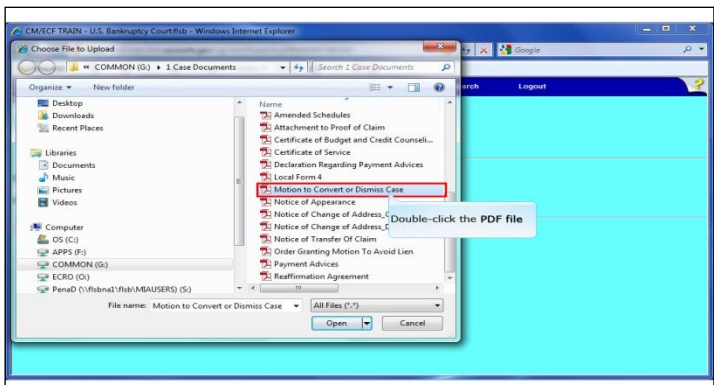 CM/ECF TRAIN - U.S. Bankruptcy Court:flsb - Windows Internet Explorer
Choose File to Upload
Google
« COMMON (G:) ▸ 1 Case Documents
Search 1 Case Documents
Organize New folder
arch Logout
Desktop
Downloads
Recent Places
Libraries
Documents
Music
Pictures
Videos
Computer
OS (C:)
APPS (F:)
COMMON (G:)
ECRO (O:)
PenaD (\\flsbna1\flsb\MIAUSERS) (S:)
Name
Amended Schedules
Attachment to Proof of Claim
Certificate of Budget and Credit Counseli...
Certificate of Service
Declaration Regarding Payment Advices
Local Form 4
Motion to Convert or Dismiss Case
Notice of Appearance
Notice of Change of Address_
Notice of Change of Address_
Notice of Transfer Of Claim
Order Granting Motion To Avoid Lien
Payment Advices
Reaffirmation Agreement
Double-click the PDF file
File name: Motion to Convert or Dismiss Case All Files (*.*)
Open Cancel